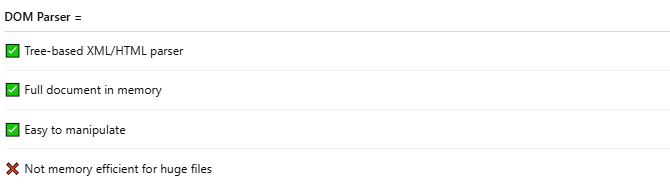 DOM Parser =
✅ Tree-based XML/HTML parser
✅ Full document in memory
✅ Easy to manipulate
❌ Not memory efficient for huge files